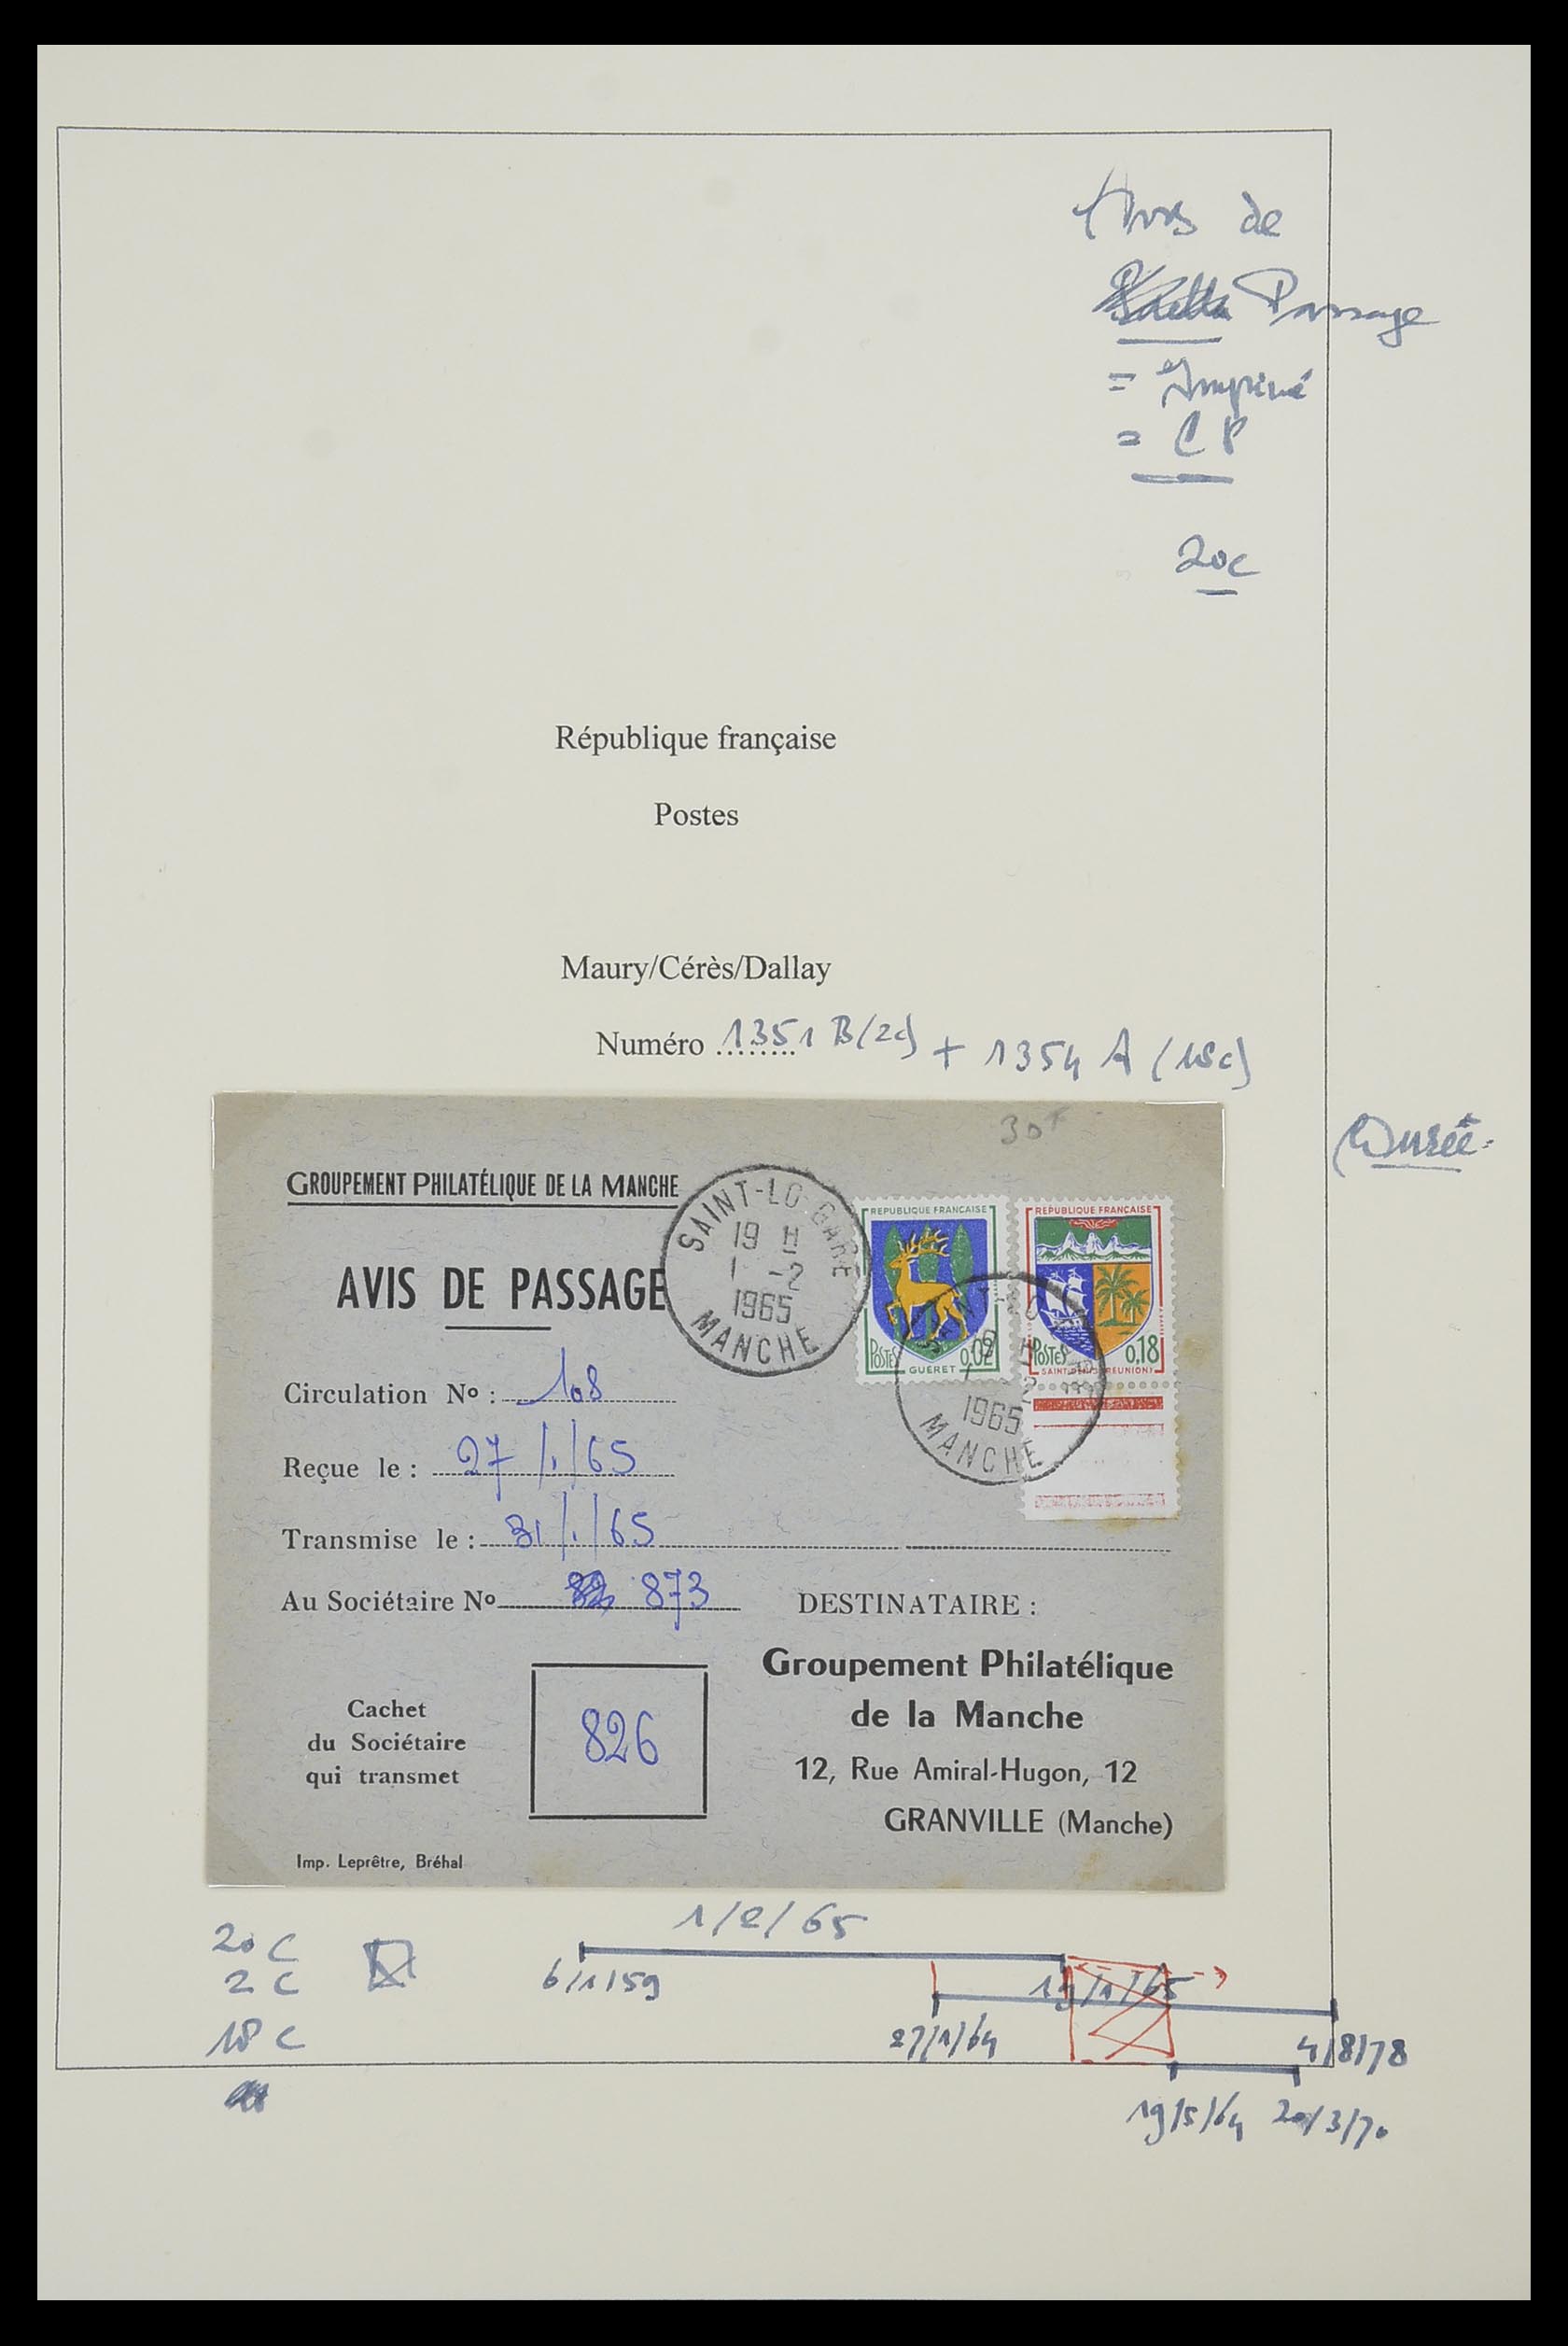 Avis de
Passage
= Imprimé
= CP
20c
République française
Postes
Maury/Cérès/Dallay
Numéro ........ 1351 B (2c) + 1354 A (18c)
30F
GROUPEMENT PHILATÉLIQUE DE LA MANCHE
SAINT-LO GARE
19 H
1 -2
1965
MANCHE
REPUBLIQUE FRANÇAISE
POSTES 0,02
GUERET
REPUBLIQUE FRANÇAISE
POSTES 0,18
SAINT-DENIS (REUNION)
1965
MANCHE
AVIS DE PASSAGE
Circulation No : 108
Reçue le : 27/1/65
Transmise le : 31/1/65
Au Sociétaire No 873
DESTINATAIRE :
Groupement Philatélique
de la Manche
12, Rue Amiral-Hugon, 12
GRANVILLE (Manche)
Cachet
du Sociétaire
qui transmet
826
Imp. Leprêtre, Bréhal
Durée
1/2/65
20 C
6/1/59
2 C
27/1/64
4/8/78
18 C
19/5/64 20/3/70